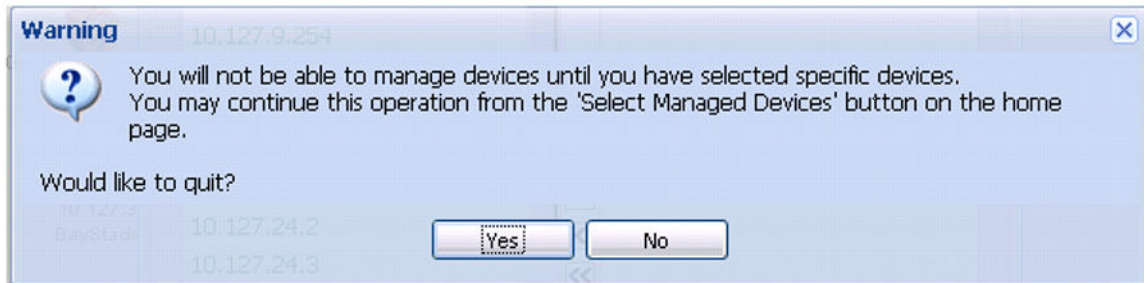 Warning
10.127.9.254
You will not be able to manage devices until you have selected specific devices.
You may continue this operation from the 'Select Managed Devices' button on the home
page.
Would like to quit?
10.127.24.2
Yes
No
10.127.24.3